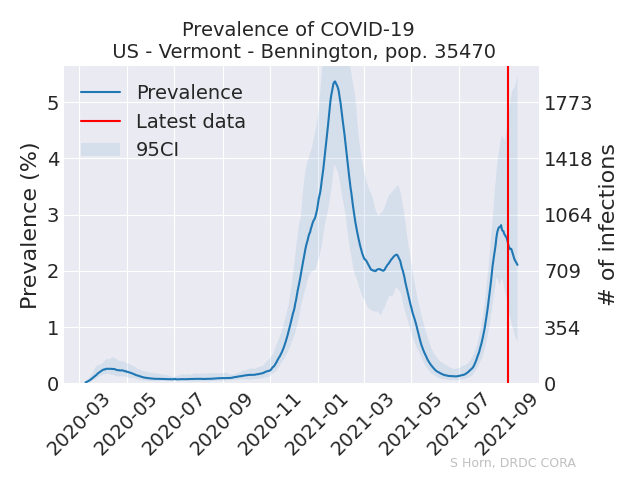 Prevalence of COVID-19
US - Vermont - Bennington, pop. 35470
Prevalence
Latest data
95CI
Prevalence (%)
5
4
3
2
1
0
1773
1418
1064
709
354
0
# of infections
2020-03
2020-05
2020-07
2020-09
2020-11
2021-01
2021-03
2021-05
2021-07
2021-09
S Horn, DRDC CORA